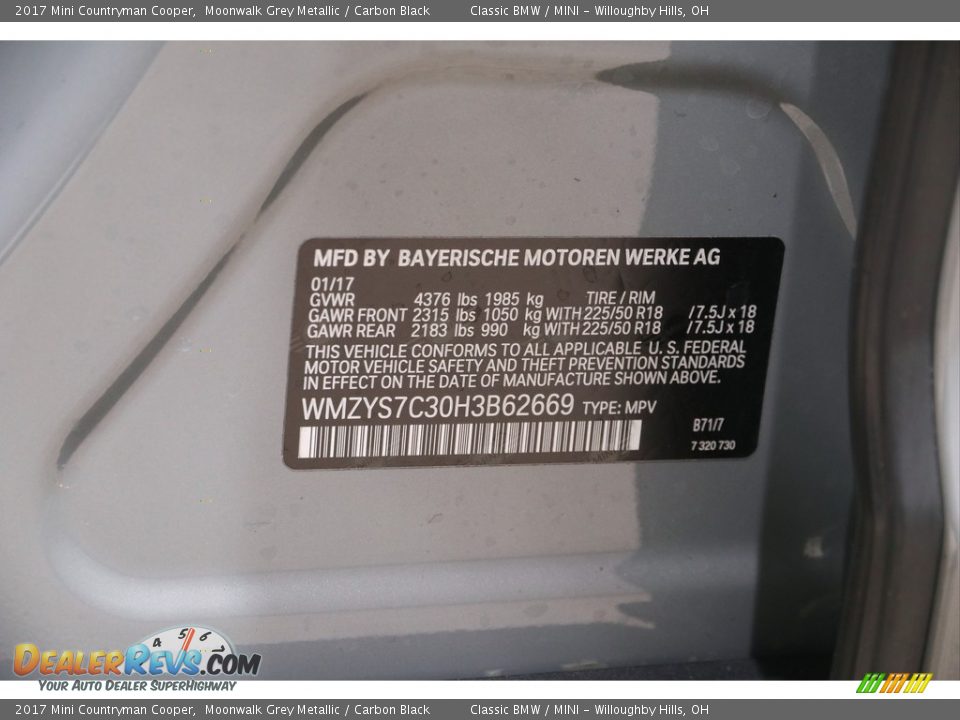 2017 Mini Countryman Cooper, Moonwalk Grey Metallic / Carbon Black Classic BMW / MINI - Willoughby Hills, OH
MFD BY BAYERISCHE MOTOREN WERKE AG
01/17
GVWR 4376 lbs 1985 kg TIRE / RIM
GAWR FRONT 2315 lbs 1050 kg WITH 225/50 R18 /7.5J x 18
GAWR REAR 2183 lbs 990 kg WITH 225/50 R18 /7.5J x 18
THIS VEHICLE CONFORMS TO ALL APPLICABLE U. S. FEDERAL
MOTOR VEHICLE SAFETY AND THEFT PREVENTION STANDARDS
IN EFFECT ON THE DATE OF MANUFACTURE SHOWN ABOVE.
WMZYS7C30H3B62669 TYPE: MPV
B71/7
7 320 730
4 5 6 7
DEALERREVS.COM
YOUR AUTO DEALER SUPERHIGHWAY
2017 Mini Countryman Cooper, Moonwalk Grey Metallic / Carbon Black Classic BMW / MINI - Willoughby Hills, OH